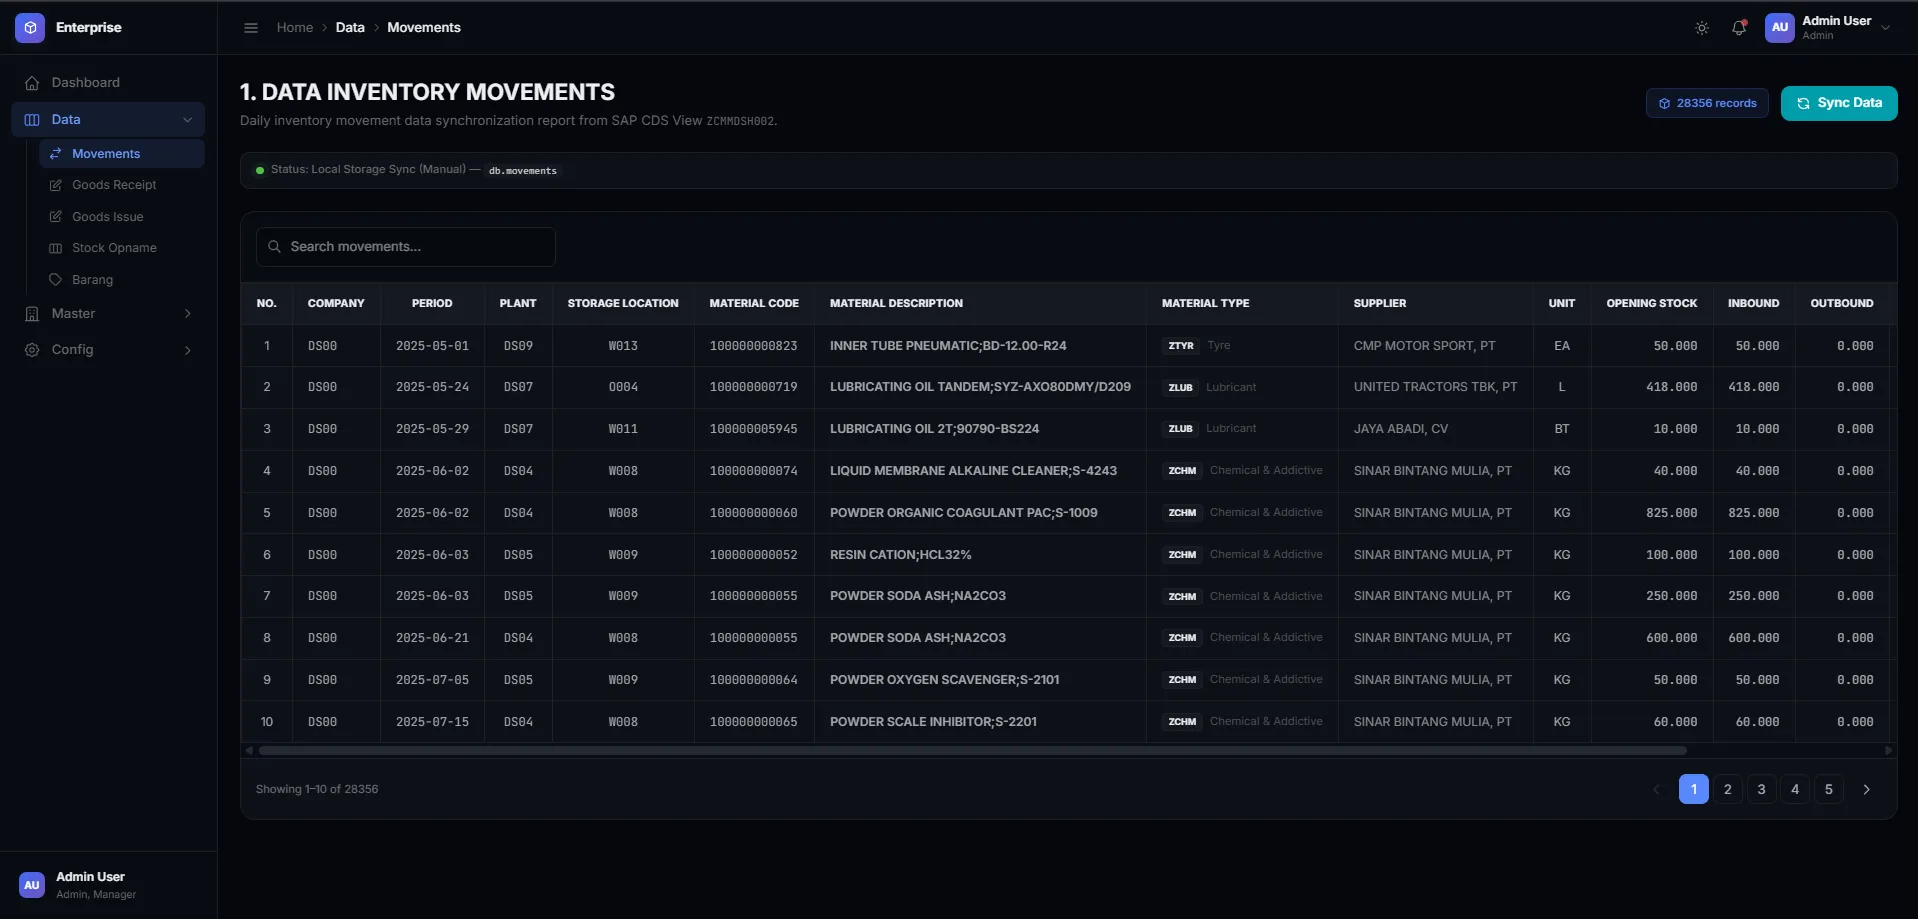 Enterprise
Home > Data > Movements
AU
Admin User
Admin
Dashboard
Data
Movements
Goods Receipt
Goods Issue
Stock Opname
Barang
Master
Config
1. DATA INVENTORY MOVEMENTS
Daily inventory movement data synchronization report from SAP CDS View ZCMMDSH002.
28356 records
Sync Data
Status: Local Storage Sync (Manual) — db.movements
Search movements...
NO. COMPANY PERIOD PLANT STORAGE LOCATION MATERIAL CODE MATERIAL DESCRIPTION MATERIAL TYPE SUPPLIER UNIT OPENING STOCK INBOUND OUTBOUND
1 DS00 2025-05-01 DS09 W013 100000000823 INNER TUBE PNEUMATIC;BD-12.00-R24 ZTYR Tyre CMP MOTOR SPORT, PT EA 50.000 50.000 0.000
2 DS00 2025-05-24 DS07 O004 100000000719 LUBRICATING OIL TANDEM;SYZ-AXO80DMY/D209 ZLUB Lubricant UNITED TRACTORS TBK, PT L 418.000 418.000 0.000
3 DS00 2025-05-29 DS07 W011 100000005945 LUBRICATING OIL 2T;90790-BS224 ZLUB Lubricant JAYA ABADI, CV BT 10.000 10.000 0.000
4 DS00 2025-06-02 DS04 W008 100000000074 LIQUID MEMBRANE ALKALINE CLEANER;S-4243 ZCHM Chemical & Addictive SINAR BINTANG MULIA, PT KG 40.000 40.000 0.000
5 DS00 2025-06-02 DS04 W008 100000000060 POWDER ORGANIC COAGULANT PAC;S-1009 ZCHM Chemical & Addictive SINAR BINTANG MULIA, PT KG 825.000 825.000 0.000
6 DS00 2025-06-03 DS05 W009 100000000052 RESIN CATION;HCL32% ZCHM Chemical & Addictive SINAR BINTANG MULIA, PT KG 100.000 100.000 0.000
7 DS00 2025-06-03 DS05 W009 100000000055 POWDER SODA ASH;NA2CO3 ZCHM Chemical & Addictive SINAR BINTANG MULIA, PT KG 250.000 250.000 0.000
8 DS00 2025-06-21 DS04 W008 100000000055 POWDER SODA ASH;NA2CO3 ZCHM Chemical & Addictive SINAR BINTANG MULIA, PT KG 600.000 600.000 0.000
9 DS00 2025-07-05 DS05 W009 100000000064 POWDER OXYGEN SCAVENGER;S-2101 ZCHM Chemical & Addictive SINAR BINTANG MULIA, PT KG 50.000 50.000 0.000
10 DS00 2025-07-15 DS04 W008 100000000065 POWDER SCALE INHIBITOR;S-2201 ZCHM Chemical & Addictive SINAR BINTANG MULIA, PT KG 60.000 60.000 0.000
Showing 1–10 of 28356
1 2 3 4 5
AU
Admin User
Admin, Manager